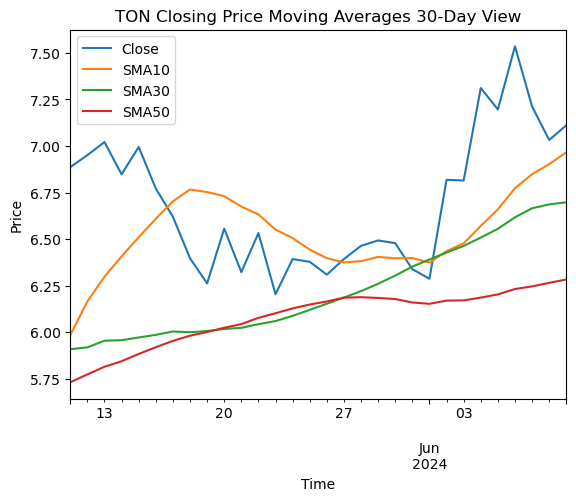 TON Closing Price Moving Averages 30-Day View
Close
SMA10
SMA30
SMA50
7.50
7.25
7.00
6.75
6.50
6.25
6.00
5.75
Price
13 20 27 03
Jun
2024
Time